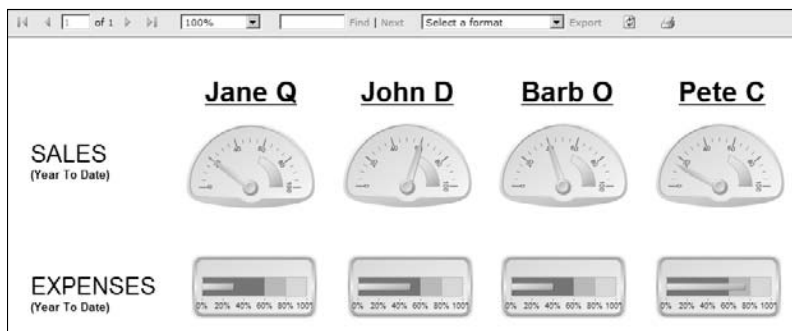 1 of 1 100% Find | Next Select a format Export
Jane Q John D Barb O Pete C
SALES
(Year To Date)
EXPENSES
(Year To Date)
0% 20% 40% 60% 80% 100% 0% 20% 40% 60% 80% 100% 0% 20% 40% 60% 80% 100% 0% 20% 40% 60% 80% 100%